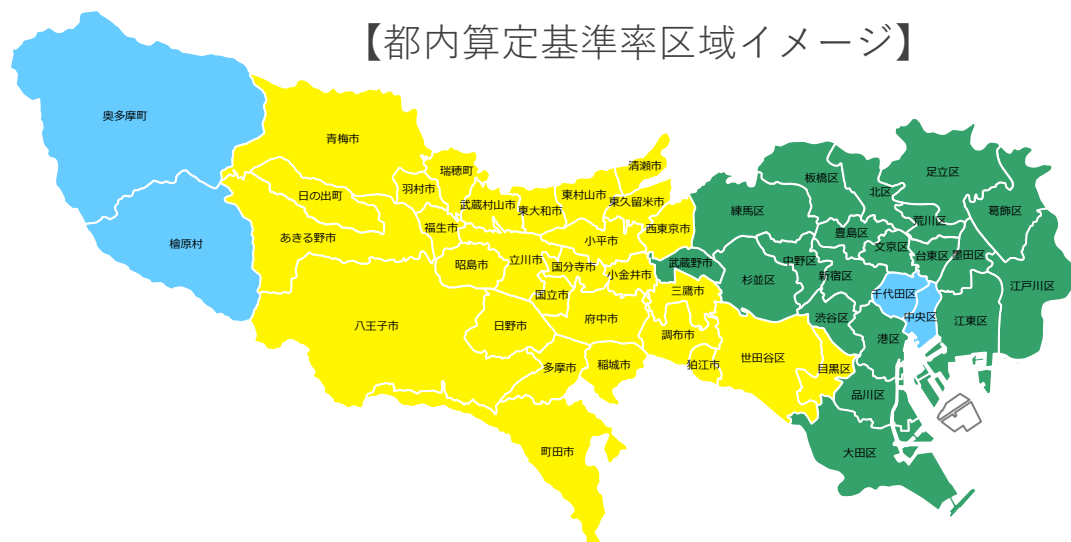 【都内算定基準率区域イメージ】
奥多摩町
檜原村
青梅市
日の出町
あきる野市
八王子市
羽村市
瑞穂町
福生市
武蔵村山市
東大和市
東村山市
清瀬市
東久留米市
西東京市
小平市
昭島市
立川市
国分寺市
小金井市
武蔵野市
国立市
日野市
府中市
三鷹市
調布市
狛江市
多摩市
稲城市
町田市
練馬区
板橋区
北区
足立区
葛飾区
荒川区
豊島区
文京区
台東区
墨田区
江戸川区
杉並区
中野区
新宿区
千代田区
中央区
江東区
渋谷区
港区
世田谷区
目黒区
品川区
大田区